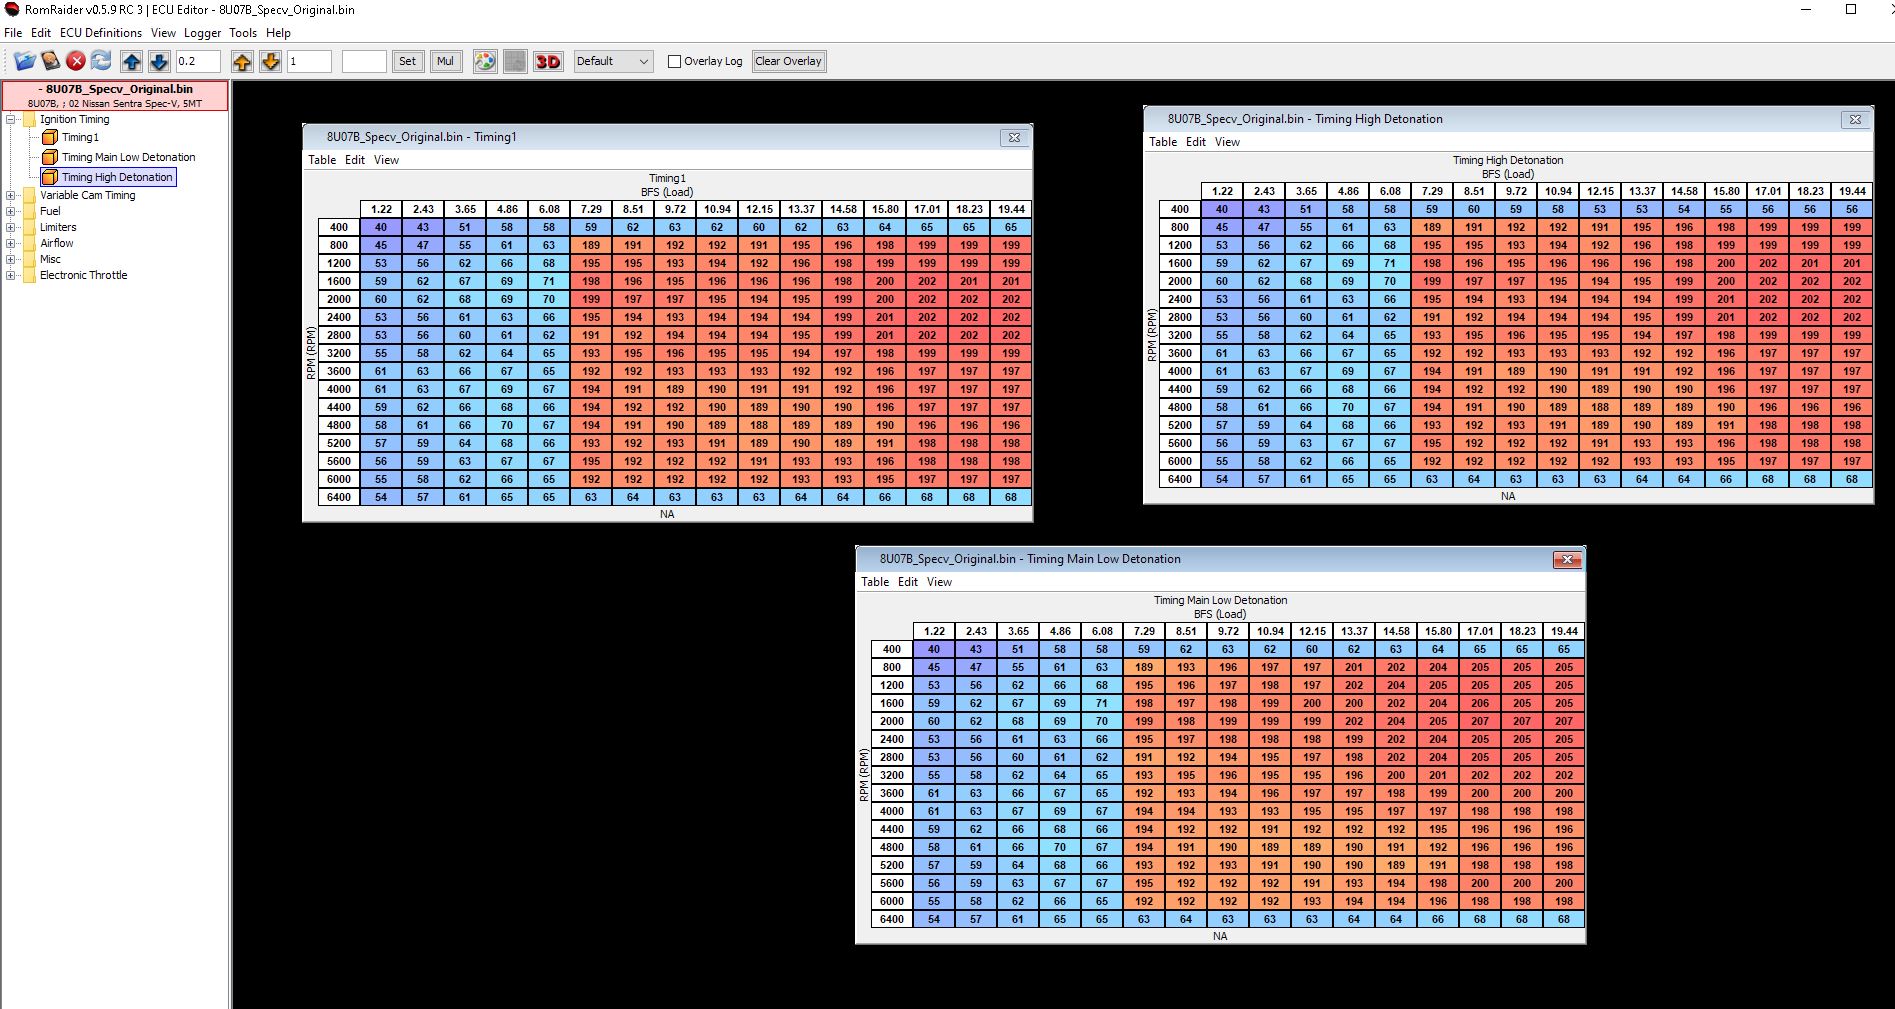 RomRaider v0.5.9 RC 3 | ECU Editor - 8U07B_Specv_Original.bin
File Edit ECU Definitions View Logger Tools Help
0.2 1 Set Mul 3D Default Overlay Log Clear Overlay
- 8U07B_Specv_Original.bin
8U07B, ; 02 Nissan Sentra Spec-V, 5MT
Ignition Timing
Timing1
Timing Main Low Detonation
Timing High Detonation
Variable Cam Timing
Fuel
Limiters
Airflow
Misc
Electronic Throttle
8U07B_Specv_Original.bin - Timing1
Table Edit View
Timing1
BFS (Load)
1.22 2.43 3.65 4.86 6.08 7.29 8.51 9.72 10.94 12.15 13.37 14.58 15.80 17.01 18.23 19.44
400 40 43 51 58 58 59 62 63 62 60 62 63 64 65 65 65
800 45 47 55 61 63 189 191 192 192 191 195 196 198 199 199 199
1200 53 56 62 66 68 195 195 193 194 192 196 196 198 199 199 199
1600 59 62 67 69 71 198 196 195 196 196 196 198 200 202 201 201
2000 60 62 68 69 70 199 197 197 195 194 195 199 200 202 202 202
2400 53 56 61 63 66 195 194 193 194 194 194 199 201 202 202 202
2800 53 56 60 61 62 191 192 194 194 194 195 199 201 202 202 202
3200 55 58 62 64 65 193 195 196 195 195 194 197 198 199 199 199
3600 61 63 66 67 65 192 192 193 193 193 192 192 196 197 197 197
4000 61 63 67 69 67 194 191 189 190 191 191 192 196 197 197 197
4400 59 62 66 68 66 194 192 192 190 189 190 190 196 197 197 197
4800 58 61 66 70 67 194 191 190 189 188 189 189 190 196 196 196
5200 57 59 64 68 66 193 192 193 191 189 190 189 191 198 198 198
5600 56 59 63 67 67 195 192 192 192 191 193 193 196 198 198 198
6000 55 58 62 66 65 192 192 192 192 192 193 193 195 197 197 197
6400 54 57 61 65 65 63 64 63 63 63 64 64 66 68 68 68
RPM (RPM)
NA
8U07B_Specv_Original.bin - Timing High Detonation
Table Edit View
Timing High Detonation
BFS (Load)
1.22 2.43 3.65 4.86 6.08 7.29 8.51 9.72 10.94 12.15 13.37 14.58 15.80 17.01 18.23 19.44
400 40 43 51 58 58 59 60 59 58 53 53 54 55 56 56 56
800 45 47 55 61 63 189 191 192 192 191 195 196 198 199 199 199
1200 53 56 62 66 68 195 195 193 194 192 196 196 198 199 199 199
1600 59 62 67 69 71 198 196 195 196 196 195 198 200 202 201 201
2000 60 62 68 69 70 199 197 197 195 194 195 199 200 202 202 202
2400 53 56 61 63 66 195 194 193 194 194 194 199 201 202 202 202
2800 53 56 60 61 62 191 192 194 194 194 195 199 201 202 202 202
3200 55 58 62 64 65 193 195 196 195 195 194 197 198 199 199 199
3600 61 63 66 67 65 192 192 193 193 193 192 192 196 197 197 197
4000 61 63 67 69 67 194 191 189 190 191 191 192 196 197 197 197
4400 59 62 66 68 66 194 192 192 190 189 190 190 196 197 197 197
4800 58 61 66 70 67 194 191 190 189 188 189 189 190 196 196 196
5200 57 59 64 68 66 193 192 193 191 189 190 189 191 198 198 198
5600 56 59 63 67 67 195 192 192 192 191 193 193 196 198 198 198
6000 55 58 62 66 65 192 192 192 192 192 193 193 195 197 197 197
6400 54 57 61 65 65 63 64 63 63 63 64 64 66 68 68 68
RPM (RPM)
NA
8U07B_Specv_Original.bin - Timing Main Low Detonation
Table Edit View
Timing Main Low Detonation
BFS (Load)
1.22 2.43 3.65 4.86 6.08 7.29 8.51 9.72 10.94 12.15 13.37 14.58 15.80 17.01 18.23 19.44
400 40 43 51 58 58 59 62 63 62 60 62 63 64 65 65 65
800 45 47 55 61 63 189 193 196 197 197 201 202 204 205 205 205
1200 53 56 62 66 68 195 196 197 198 197 202 204 205 205 205 205
1600 59 62 67 69 71 198 197 198 199 200 200 202 204 206 205 205
2000 60 62 68 69 70 199 198 199 199 199 202 204 205 207 207 207
2400 53 56 61 63 66 195 197 198 198 198 199 202 204 205 205 205
2800 53 56 60 61 62 191 192 194 195 197 198 202 204 205 205 205
3200 55 58 62 64 65 193 195 196 195 195 196 200 201 202 202 202
3600 61 63 66 67 65 192 193 194 196 197 197 198 199 200 200 200
4000 61 63 67 69 67 194 194 193 193 195 195 197 197 198 198 198
4400 59 62 66 68 66 194 192 192 191 192 192 192 195 196 196 196
4800 58 61 66 70 67 194 191 190 189 189 190 191 192 196 196 196
5200 57 59 64 68 66 193 192 193 191 190 190 189 191 198 198 198
5600 56 59 63 67 67 195 192 192 192 191 193 194 198 200 200 200
6000 55 58 62 66 65 192 192 192 192 193 194 194 196 198 198 198
6400 54 57 61 65 65 63 64 63 63 63 64 64 66 68 68 68
RPM (RPM)
NA